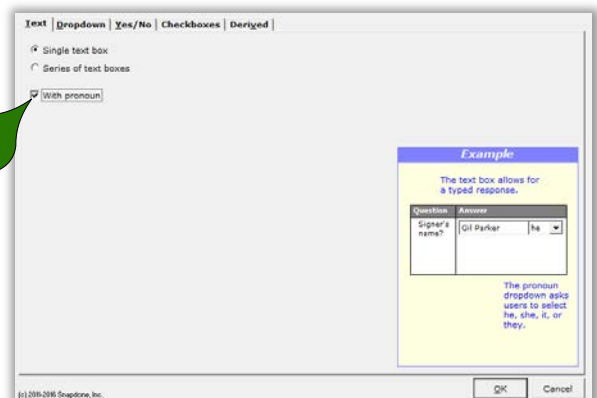 Text Dropdown Yes/No Checkboxes Derived
Single text box
Series of text boxes
With pronoun
Example
The text box allows for
a typed response.
Question Answer
Signer's
name?
Gil Parker he
The pronoun
dropdown asks
users to select
he, she, it, or
they.
OK Cancel
(c) 2011-2016 Snapdone, Inc.